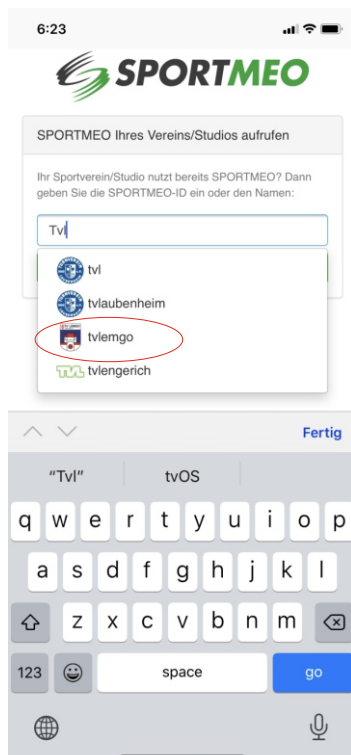 6:23
SPORTMEO
SPORTMEO Ihres Vereins/Studios aufrufen
Ihr Sportverein/Studio nutzt bereits SPORTMEO? Dann
geben Sie die SPORTMEO-ID ein oder den Namen:
Tvl
tvl
tvlaubenheim
tvlemgo
TVL tvlengerich
Fertig
“Tvl” tvOS
q w e r t y u i o p
a s d f g h j k l
z x c v b n m
123 space go